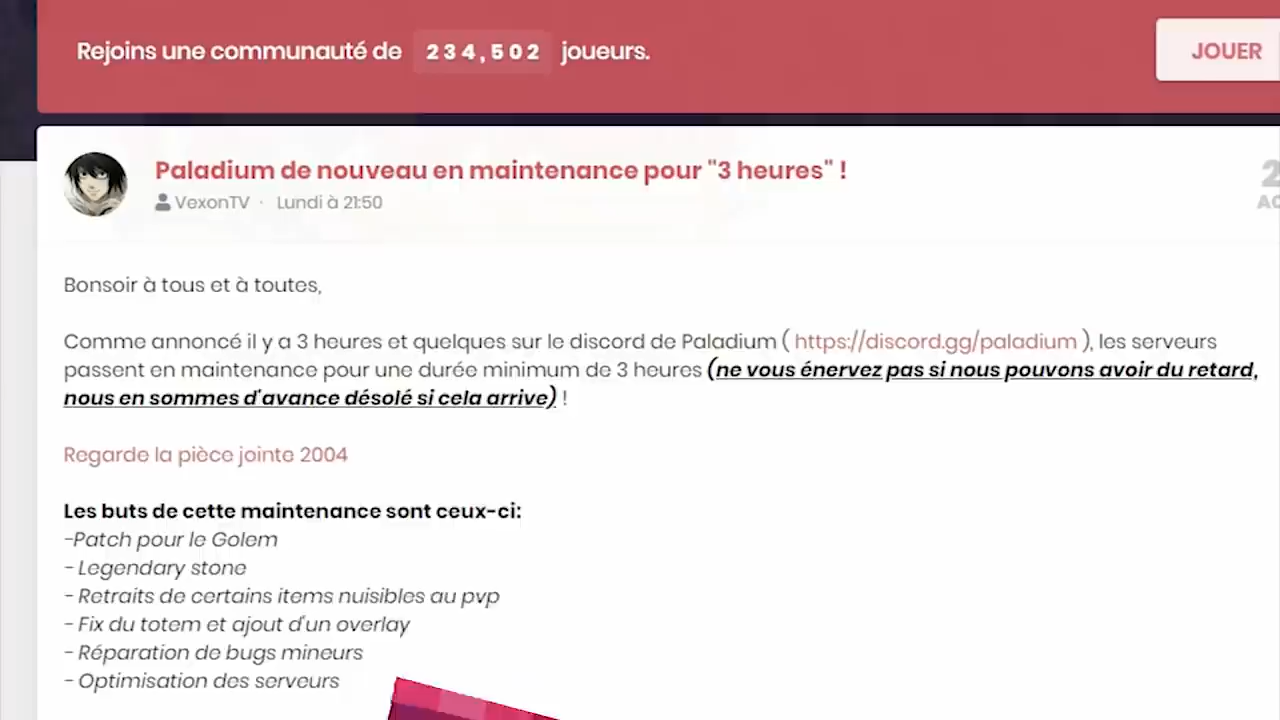 Rejoins une communauté de 234,502 joueurs.
JOUER
Paladium de nouveau en maintenance pour "3 heures" !
VexonTV · Lundi à 21:50
Bonsoir à tous et à toutes,
Comme annoncé il y a 3 heures et quelques sur le discord de Paladium ( https://discord.gg/paladium ), les serveurs
passent en maintenance pour une durée minimum de 3 heures (ne vous énervez pas si nous pouvons avoir du retard,
nous en sommes d'avance désolé si cela arrive) !
Regarde la pièce jointe 2004
Les buts de cette maintenance sont ceux-ci:
-Patch pour le Golem
- Legendary stone
- Retraits de certains items nuisibles au pvp
- Fix du totem et ajout d'un overlay
- Réparation de bugs mineurs
- Optimisation des serveurs